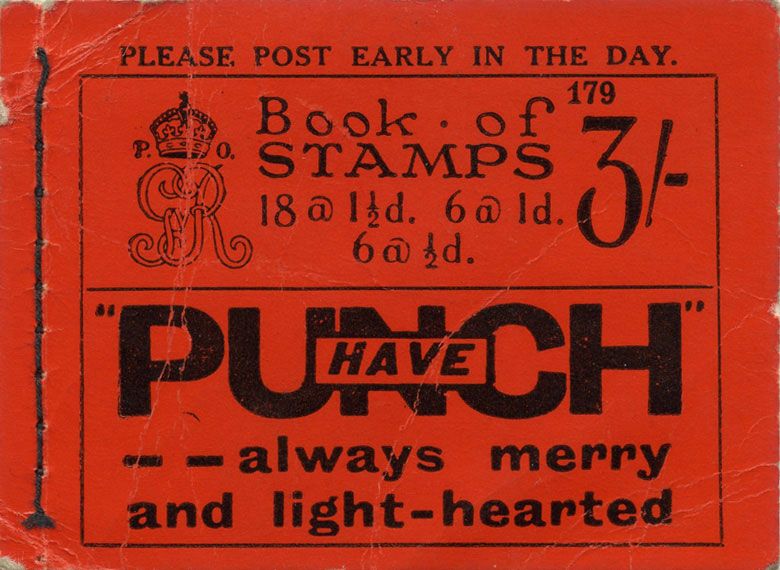 PLEASE POST EARLY IN THE DAY.
179
P. O.
GR
Book · of
STAMPS
3/-
18 @ 1½d. 6 @ 1d.
6 @ ½d.
"PUNCH"
HAVE
— — always merry
and light-hearted